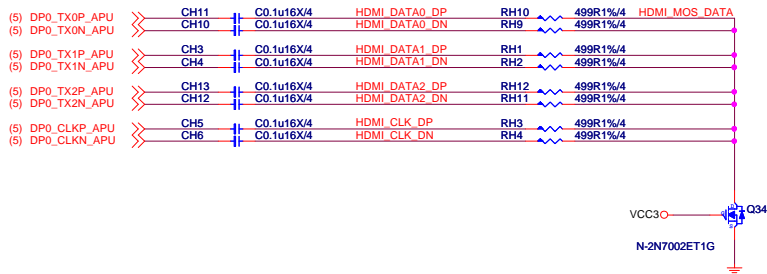 (5) DP0_TX0P_APU CH11 C0.1u16X/4 HDMI_DATA0_DP RH10 499R1%/4 HDMI_MOS_DATA
(5) DP0_TX0N_APU CH10 C0.1u16X/4 HDMI_DATA0_DN RH9 499R1%/4
(5) DP0_TX1P_APU CH3 C0.1u16X/4 HDMI_DATA1_DP RH1 499R1%/4
(5) DP0_TX1N_APU CH4 C0.1u16X/4 HDMI_DATA1_DN RH2 499R1%/4
(5) DP0_TX2P_APU CH13 C0.1u16X/4 HDMI_DATA2_DP RH12 499R1%/4
(5) DP0_TX2N_APU CH12 C0.1u16X/4 HDMI_DATA2_DN RH11 499R1%/4
(5) DP0_CLKP_APU CH5 C0.1u16X/4 HDMI_CLK_DP RH3 499R1%/4
(5) DP0_CLKN_APU CH6 C0.1u16X/4 HDMI_CLK_DN RH4 499R1%/4
VCC3 Q34
N-2N7002ET1G